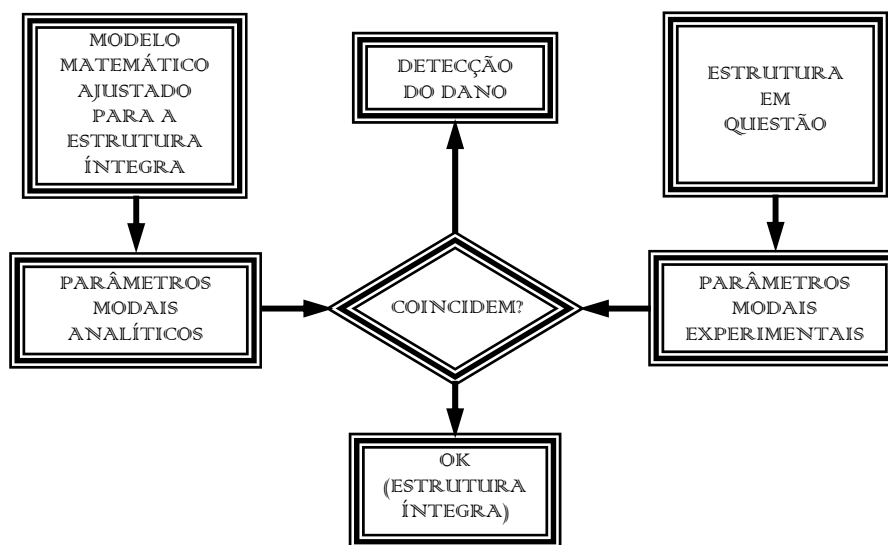 MODELO
MATEMÁTICO
AJUSTADO
PARA A
ESTRUTURA
ÍNTEGRA
DETECÇÃO
DO DANO
ESTRUTURA
EM
QUESTÃO
PARÂMETROS
MODAIS
ANALÍTICOS
COINCIDEM?
PARÂMETROS
MODAIS
EXPERIMENTAIS
OK
(ESTRUTURA
ÍNTEGRA)